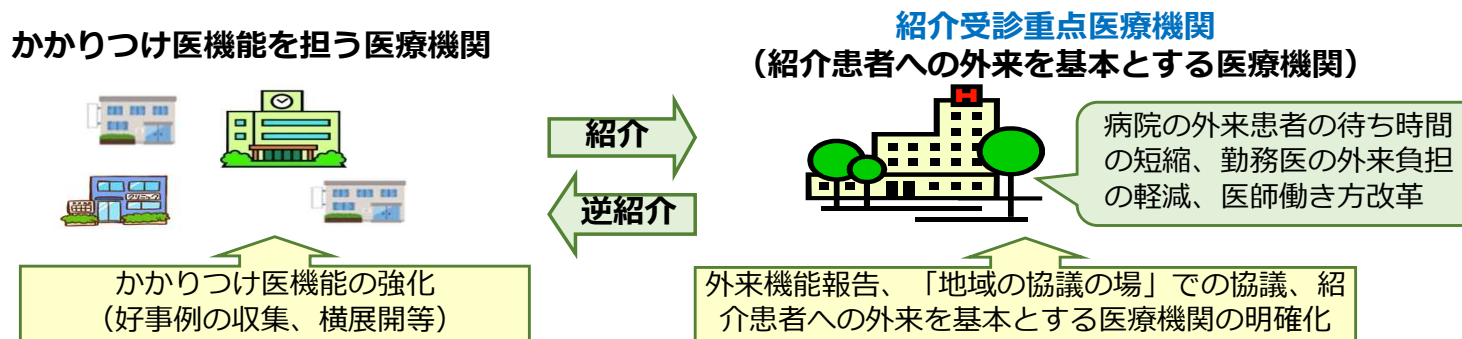 かかりつけ医機能を担う医療機関
紹介受診重点医療機関
（紹介患者への外来を基本とする医療機関）
紹介
逆紹介
H
病院の外来患者の待ち時間
の短縮、勤務医の外来負担
の軽減、医師働き方改革
かかりつけ医機能の強化
（好事例の収集、横展開等）
外来機能報告、「地域の協議の場」での協議、紹
介患者への外来を基本とする医療機関の明確化